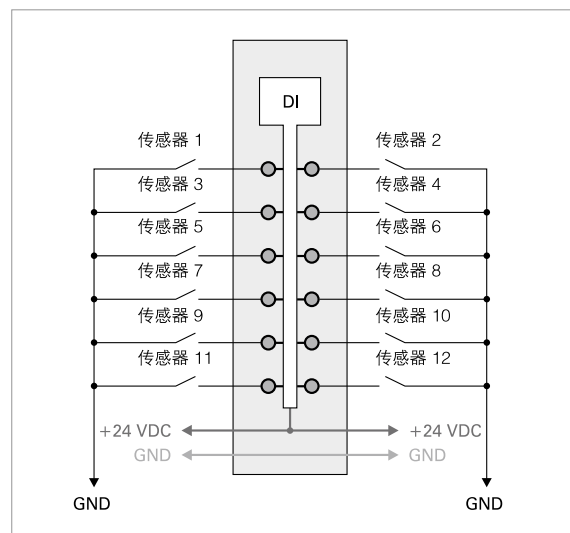 DI
传感器 1
传感器 2
传感器 3
传感器 4
传感器 5
传感器 6
传感器 7
传感器 8
传感器 9
传感器 10
传感器 11
传感器 12
+24 VDC
+24 VDC
GND
GND
GND
GND